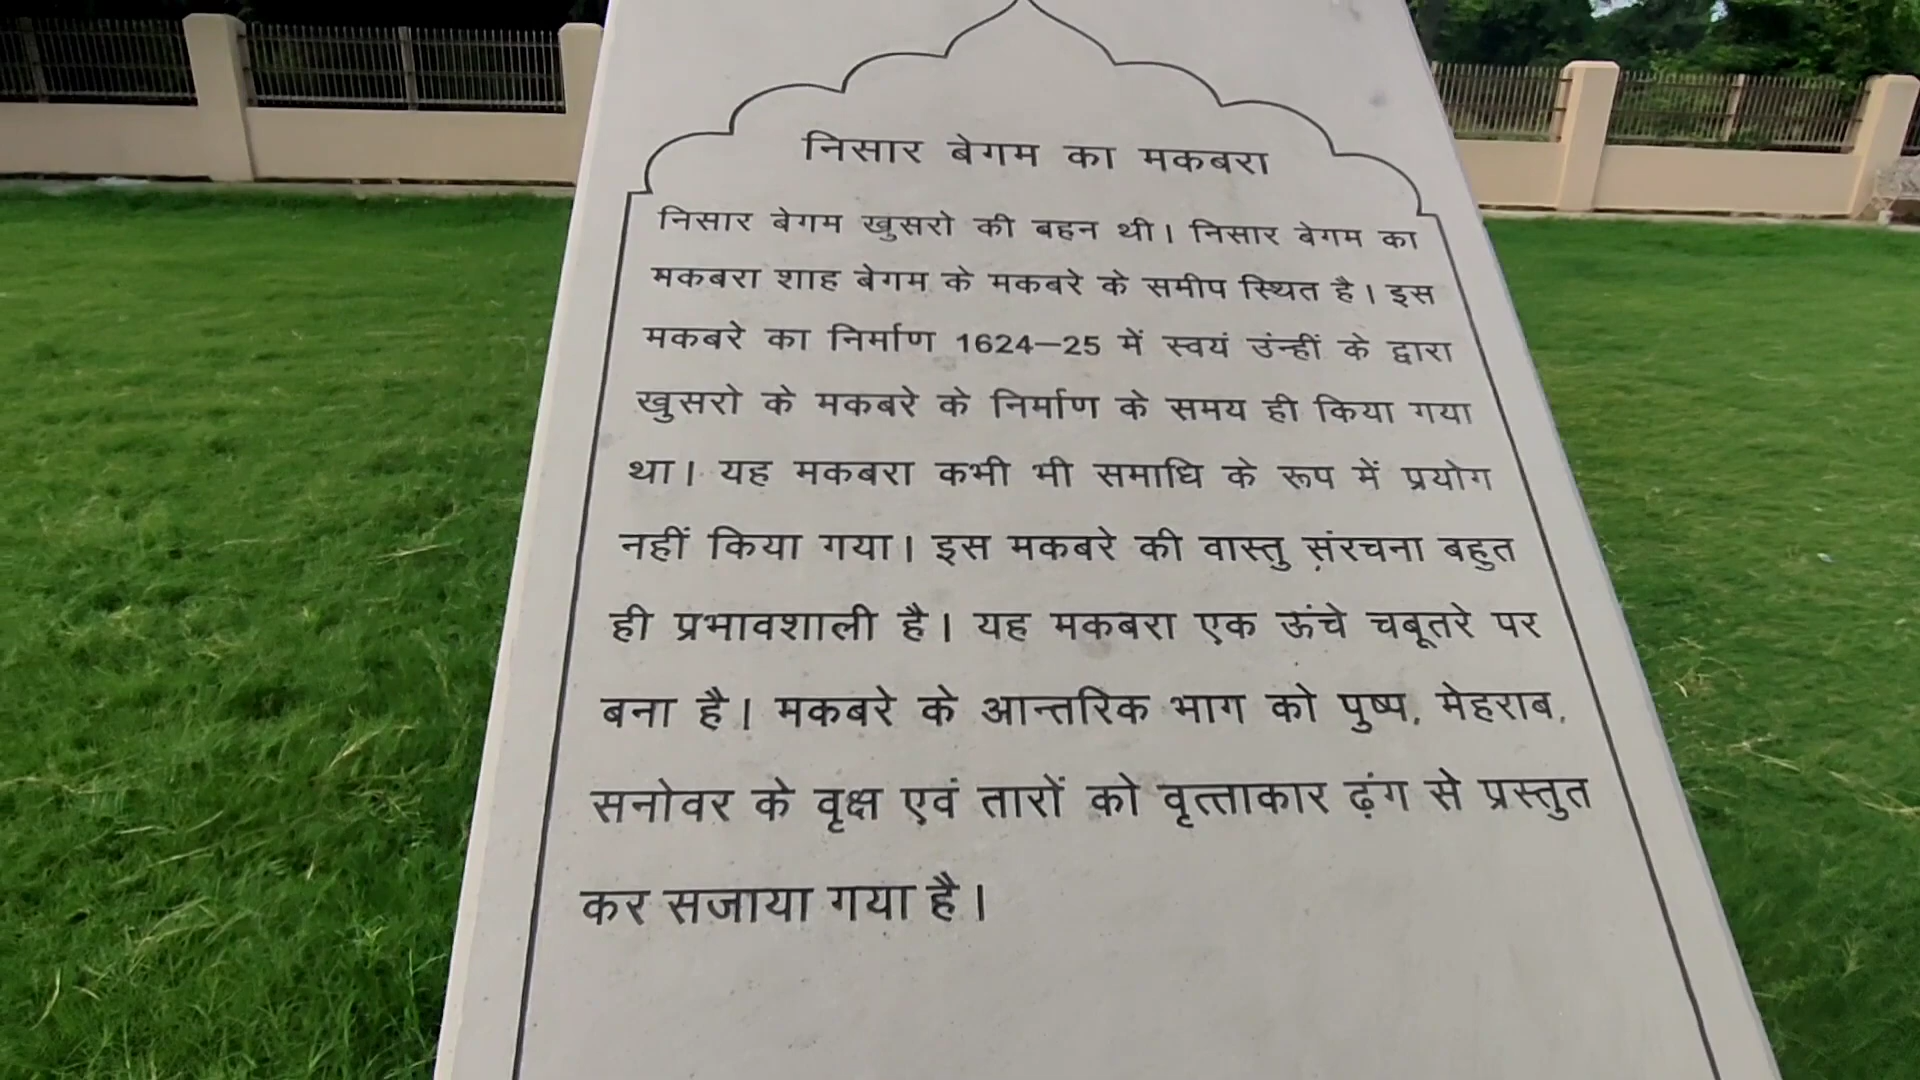 निसार बेगम का मकबरा
निसार बेगम खुसरो की बहन थी। निसार बेगम का
मकबरा शाह बेगम के मकबरे के समीप स्थित है। इस
मकबरे का निर्माण 1624–25 में स्वयं उंन्हीं के द्वारा
खुसरो के मकबरे के निर्माण के समय ही किया गया
था। यह मकबरा कभी भी समाधि के रूप में प्रयोग
नहीं किया गया। इस मकबरे की वास्तु संरचना बहुत
ही प्रभावशाली है। यह मकबरा एक ऊंचे चबूतरे पर
बना है। मकबरे के आन्तरिक भाग को पुष्प, मेहराब,
सनोवर के वृक्ष एवं तारों को वृत्ताकार ढ़ंग से प्रस्तुत
कर सजाया गया है।